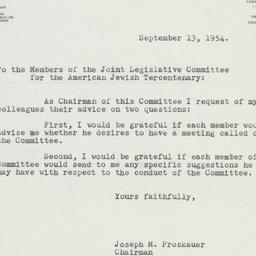 September 13, 1954.
To the Members of the Joint Legislative Committee
for the American Jewish Tercentenary:
As Chairman of this Committee I request of my
colleagues their advice on two questions:
First, I would be grateful if each member wou
advise me whether he desires to have a meeting called o
the Committee.
Second, I would be grateful if each member of
Committee would send to me any specific suggestions he
may have with respect to the conduct of the Committee.
Yours faithfully,
Joseph M. Proskauer
Chairman